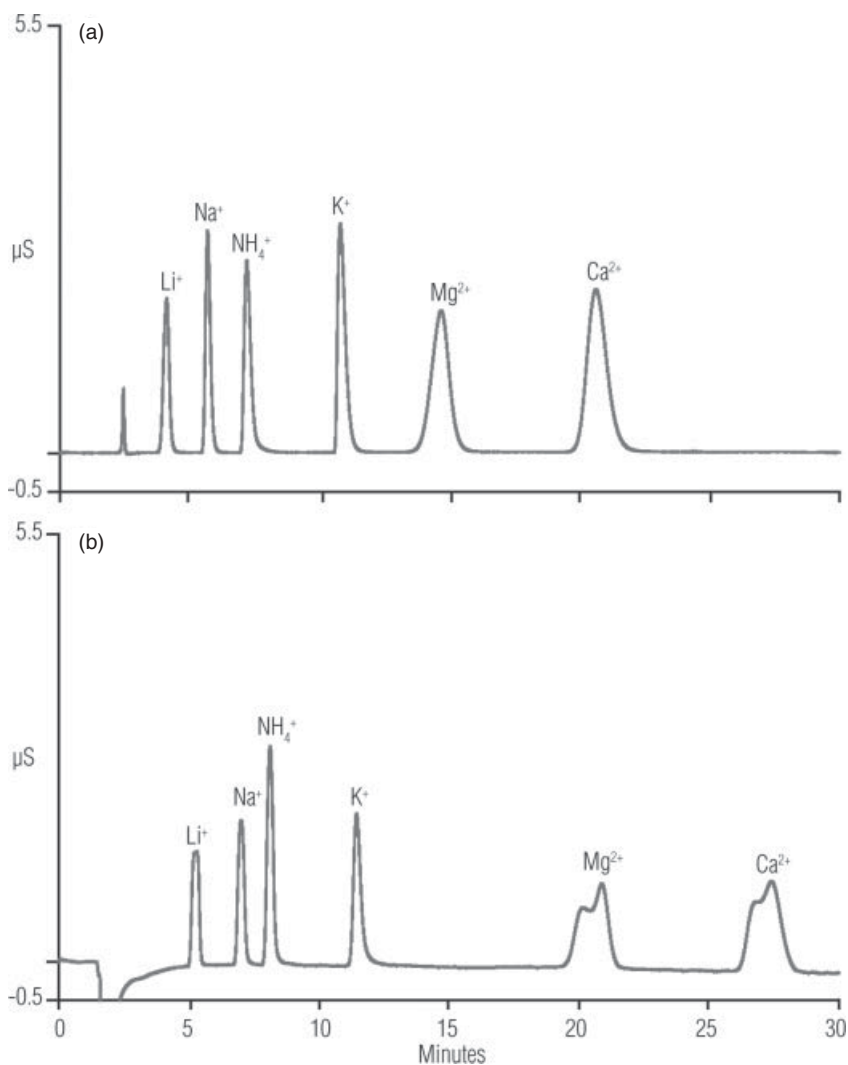 5.5
(a)
K⁺
Na⁺
NH₄⁺
µS
Li⁺
Mg²⁺
Ca²⁺
-0.5
5.5
(b)
NH₄⁺
µS
Na⁺
K⁺
Li⁺
Mg²⁺
Ca²⁺
-0.5
0 5 10 15 20 25 30
Minutes